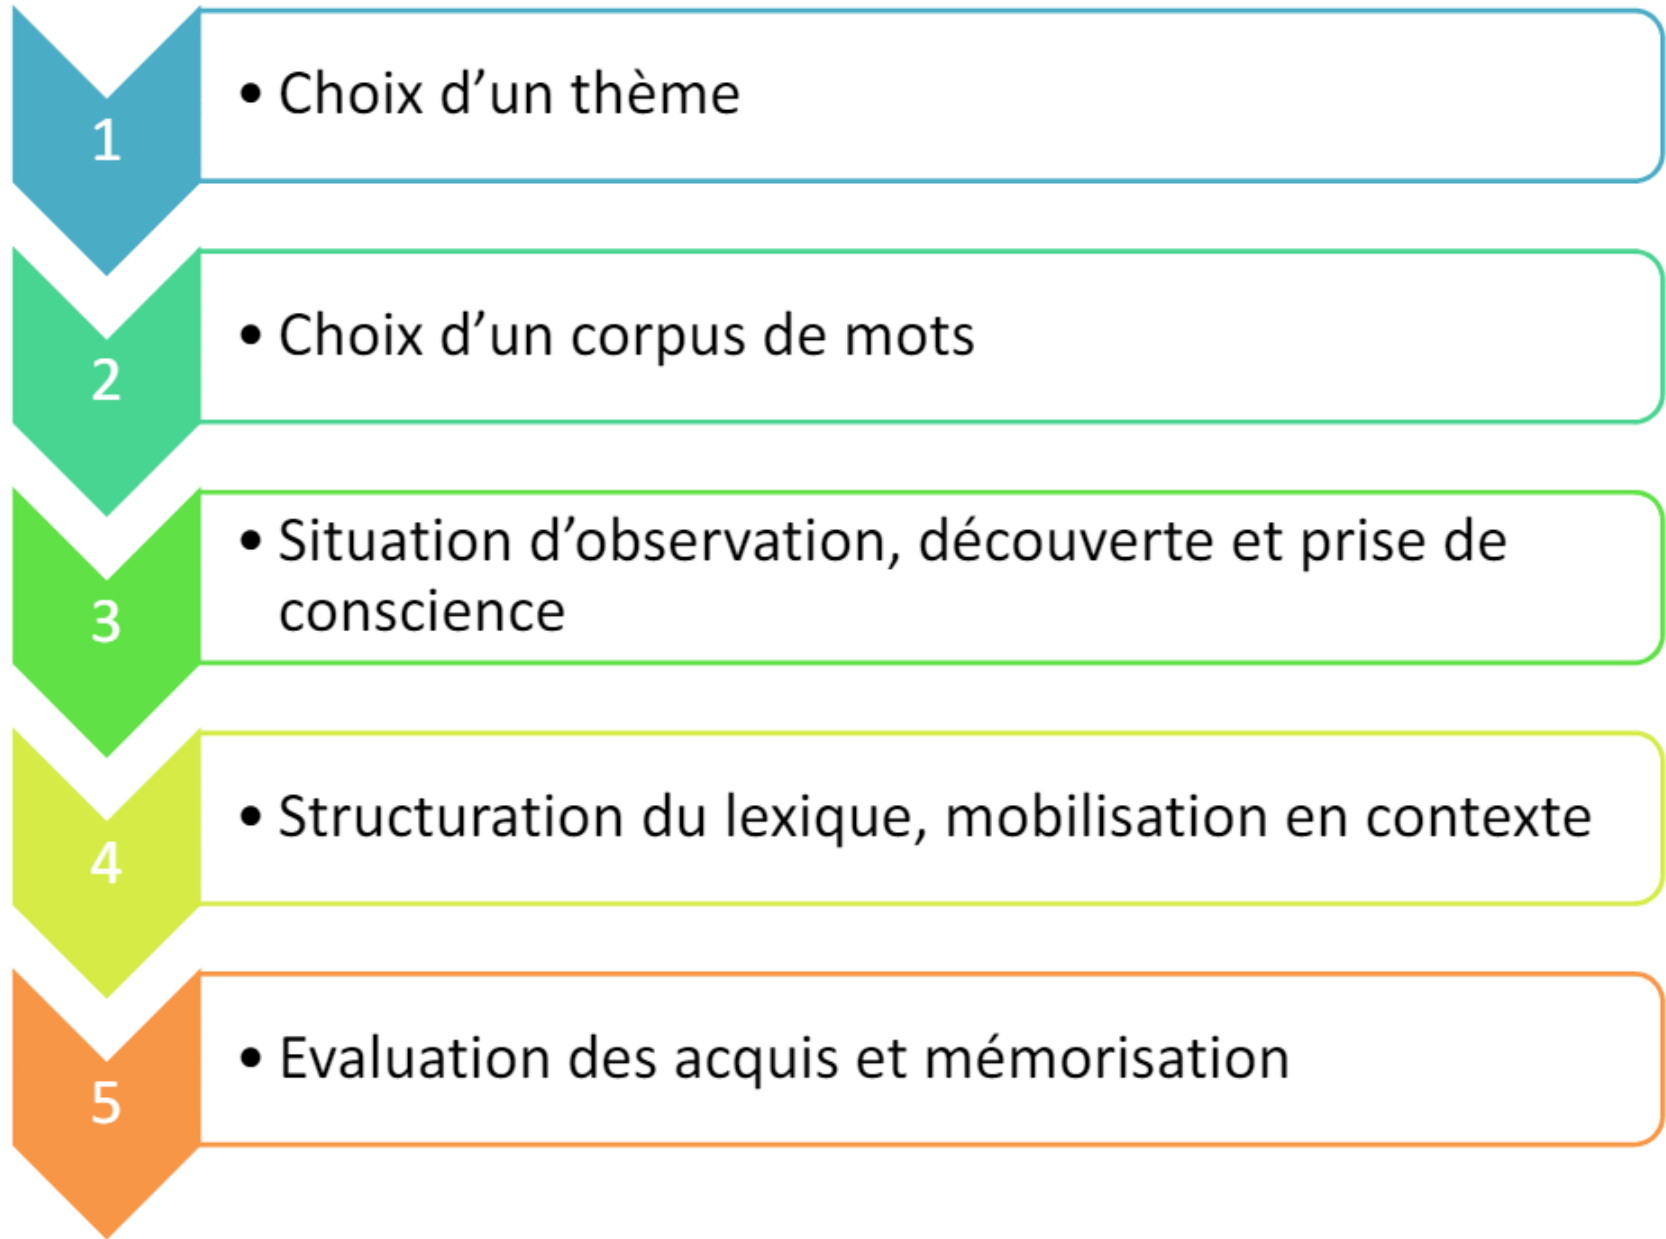 1
• Choix d’un thème
2
• Choix d’un corpus de mots
3
• Situation d’observation, découverte et prise de
conscience
4
• Structuration du lexique, mobilisation en contexte
5
• Evaluation des acquis et mémorisation